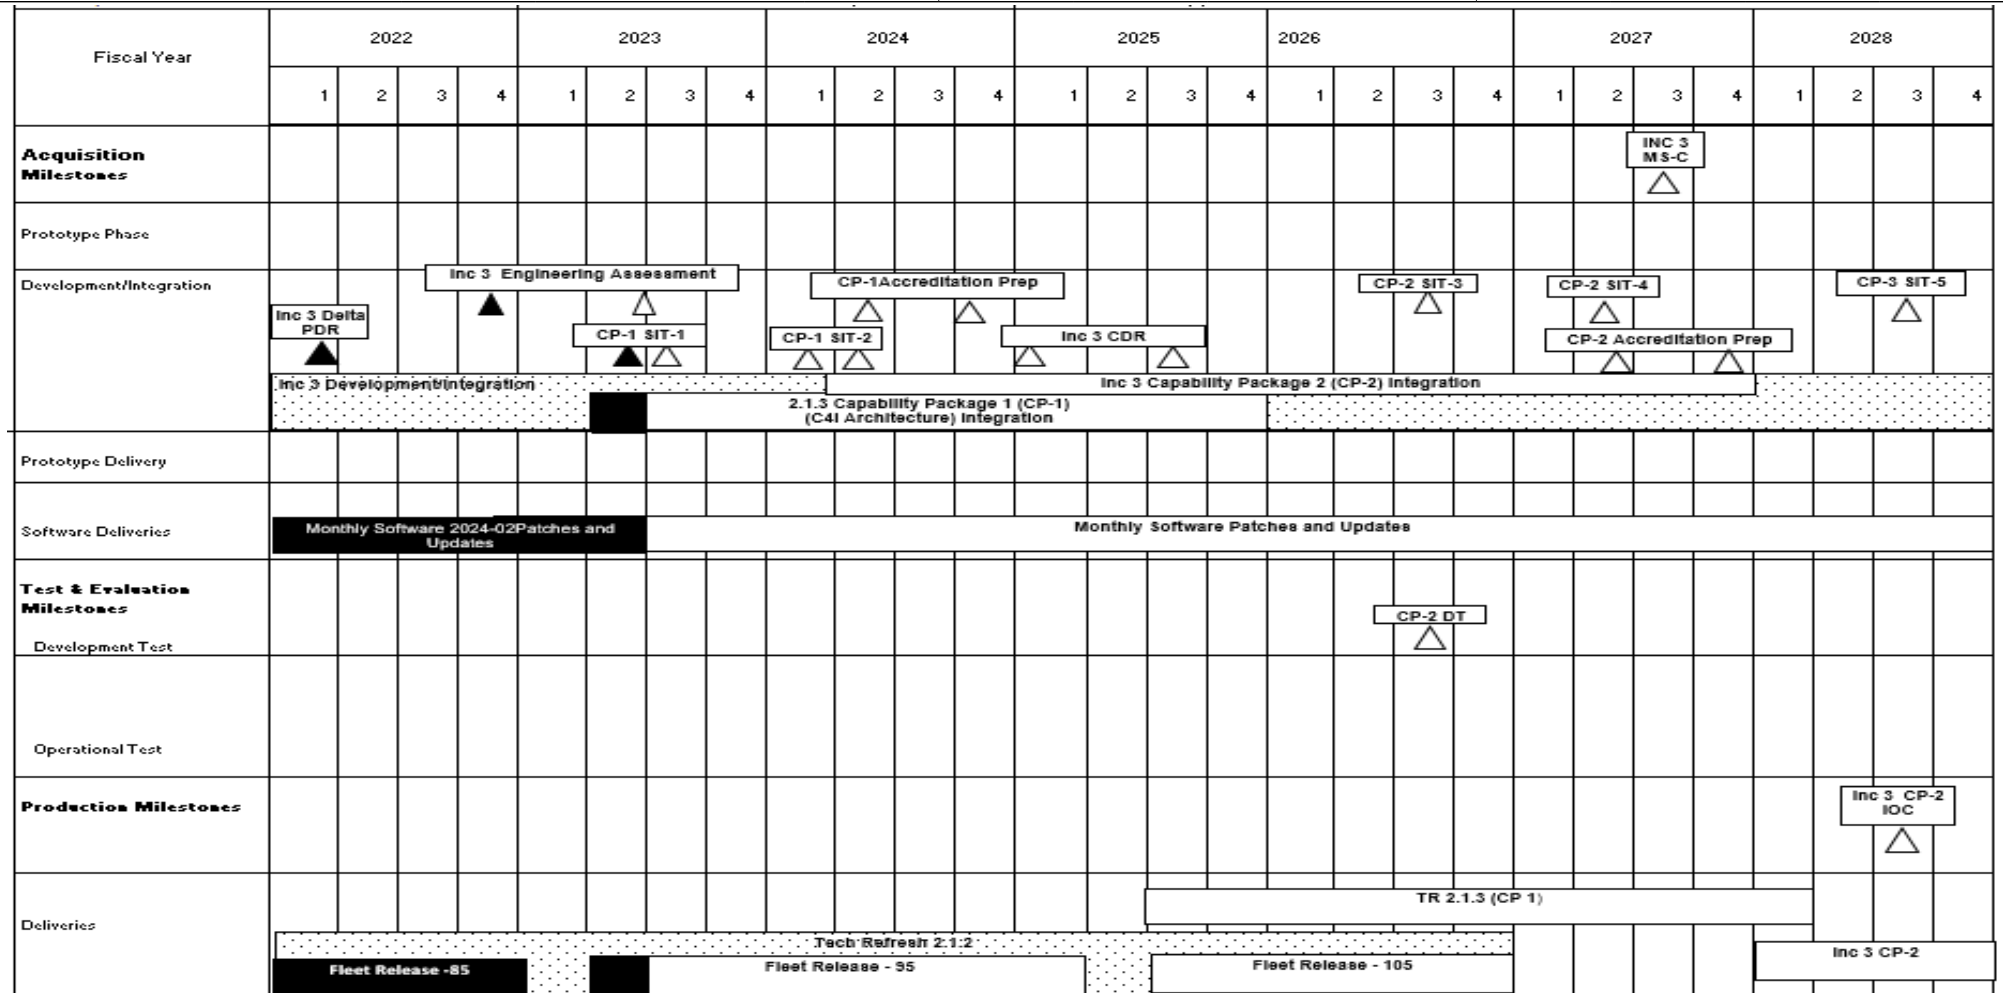 Fiscal Year
2022 2023 2024 2025 2026 2027 2028
1 2 3 4 1 2 3 4 1 2 3 4 1 2 3 4 1 2 3 4 1 2 3 4 1 2 3 4
Acquisition
Milestones
INC 3
MS-C
Prototype Phase
Development/Integration
Inc 3 Engineering Assessment
CP-1Accreditation Prep
CP-2 SIT-3
CP-2 SIT-4
CP-3 SIT-5
Inc 3 Delta
PDR
CP-1 SIT-1
CP-1 SIT-2
Inc 3 CDR
CP-2 Accreditation Prep
Inc 3 Development/Integration
Inc 3 Capability Package 2 (CP-2) Integration
2.1.3 Capability Package 1 (CP-1)
(C4I Architecture) Integration
Prototype Delivery
Software Deliveries
Monthly Software 2024-02Patches and
Updates
Monthly Software Patches and Updates
Test & Evaluation
Milestones
Development Test
CP-2 DT
Operational Test
Production Milestones
Inc 3 CP-2
IOC
Deliveries
TR 2.1.3 (CP 1)
Tech Refresh 2.1.2
Inc 3 CP-2
Fleet Release -85
Fleet Release - 95
Fleet Release - 105